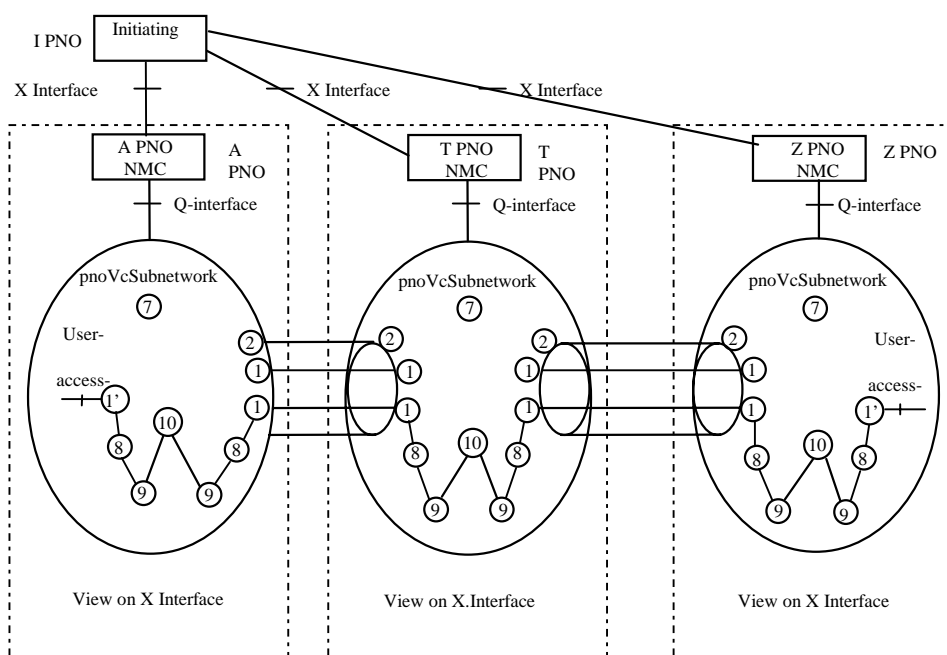 Initiating
I PNO
X Interface
X Interface
X Interface
A PNO
NMC
A
PNO
T PNO
NMC
T
PNO
Z PNO
NMC
Z PNO
Q-interface
Q-interface
Q-interface
pnoVcSubnetwork
7
User-
access-
1’
8
9
10
9
8
1
1
2
pnoVcSubnetwork
7
2
1
1
8
9
10
9
8
1
1
2
pnoVcSubnetwork
7
User-
access-
2
1
1
8
9
10
9
8
1’
View on X Interface
View on X.Interface
View on X Interface